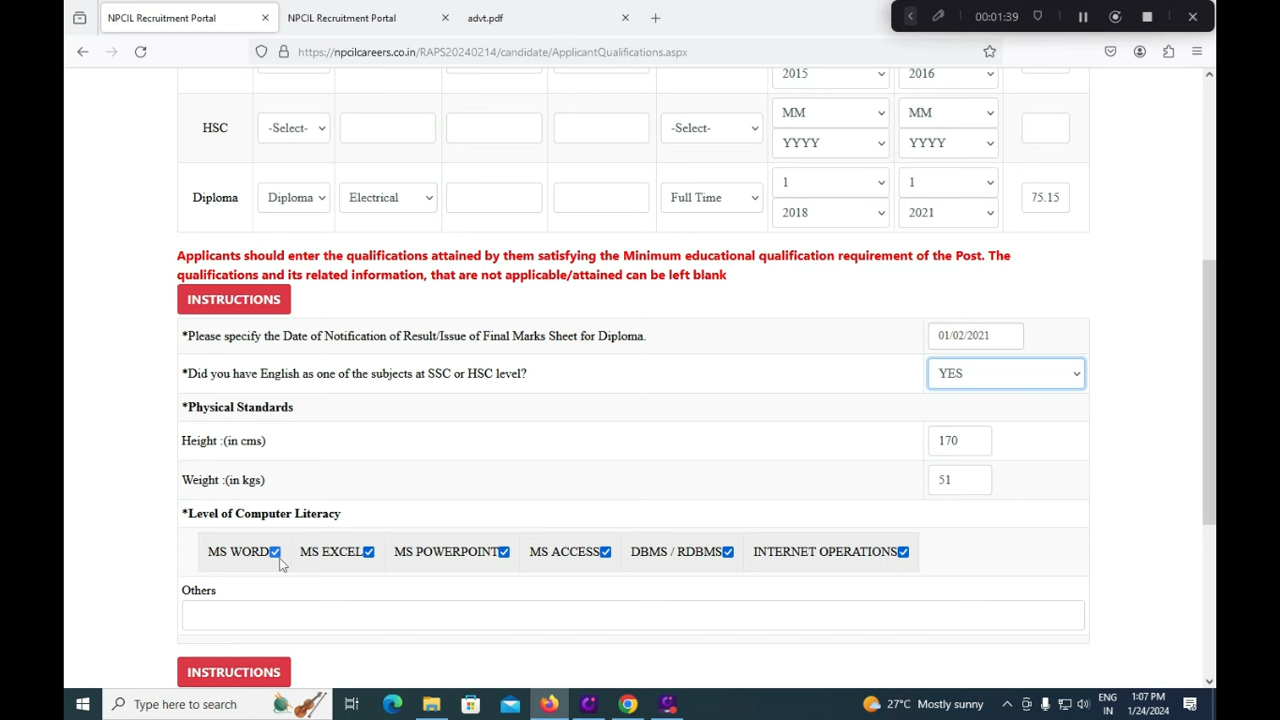 NPCIL Recruitment Portal
NPCIL Recruitment Portal
advt.pdf
00:01:39
https://npcilcareers.co.in/RAPS20240214/candidate/ApplicantQualifications.aspx
2015 2016
HSC -Select- -Select- MM MM
YYYY YYYY
Diploma Diploma Electrical Full Time 1 1 75.15
2018 2021
Applicants should enter the qualifications attained by them satisfying the Minimum educational qualification requirement of the Post. The
qualifications and its related information, that are not applicable/attained can be left blank
INSTRUCTIONS
*Please specify the Date of Notification of Result/Issue of Final Marks Sheet for Diploma. 01/02/2021
*Did you have English as one of the subjects at SSC or HSC level? YES
*Physical Standards
Height :(in cms) 170
Weight :(in kgs) 51
*Level of Computer Literacy
MS WORD MS EXCEL MS POWERPOINT MS ACCESS DBMS / RDBMS INTERNET OPERATIONS
Others
INSTRUCTIONS
Type here to search
27°C Mostly sunny
ENG
IN
1:07 PM
1/24/2024